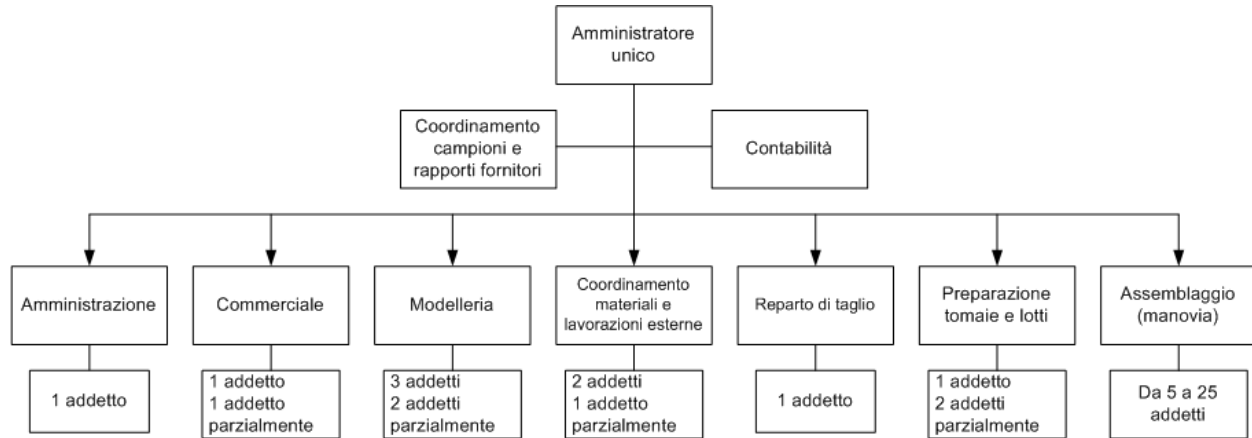 Amministratore
unico
Coordinamento
campioni e
rapporti fornitori
Contabilità
Amministrazione
Commerciale
Modelleria
Coordinamento
materiali e
lavorazioni esterne
Reparto di taglio
Preparazione
tomaie e lotti
Assemblaggio
(manovia)
1 addetto
1 addetto
1 addetto
parzialmente
3 addetti
2 addetti
parzialmente
2 addetti
1 addetto
parzialmente
1 addetto
1 addetto
2 addetti
parzialmente
Da 5 a 25
addetti